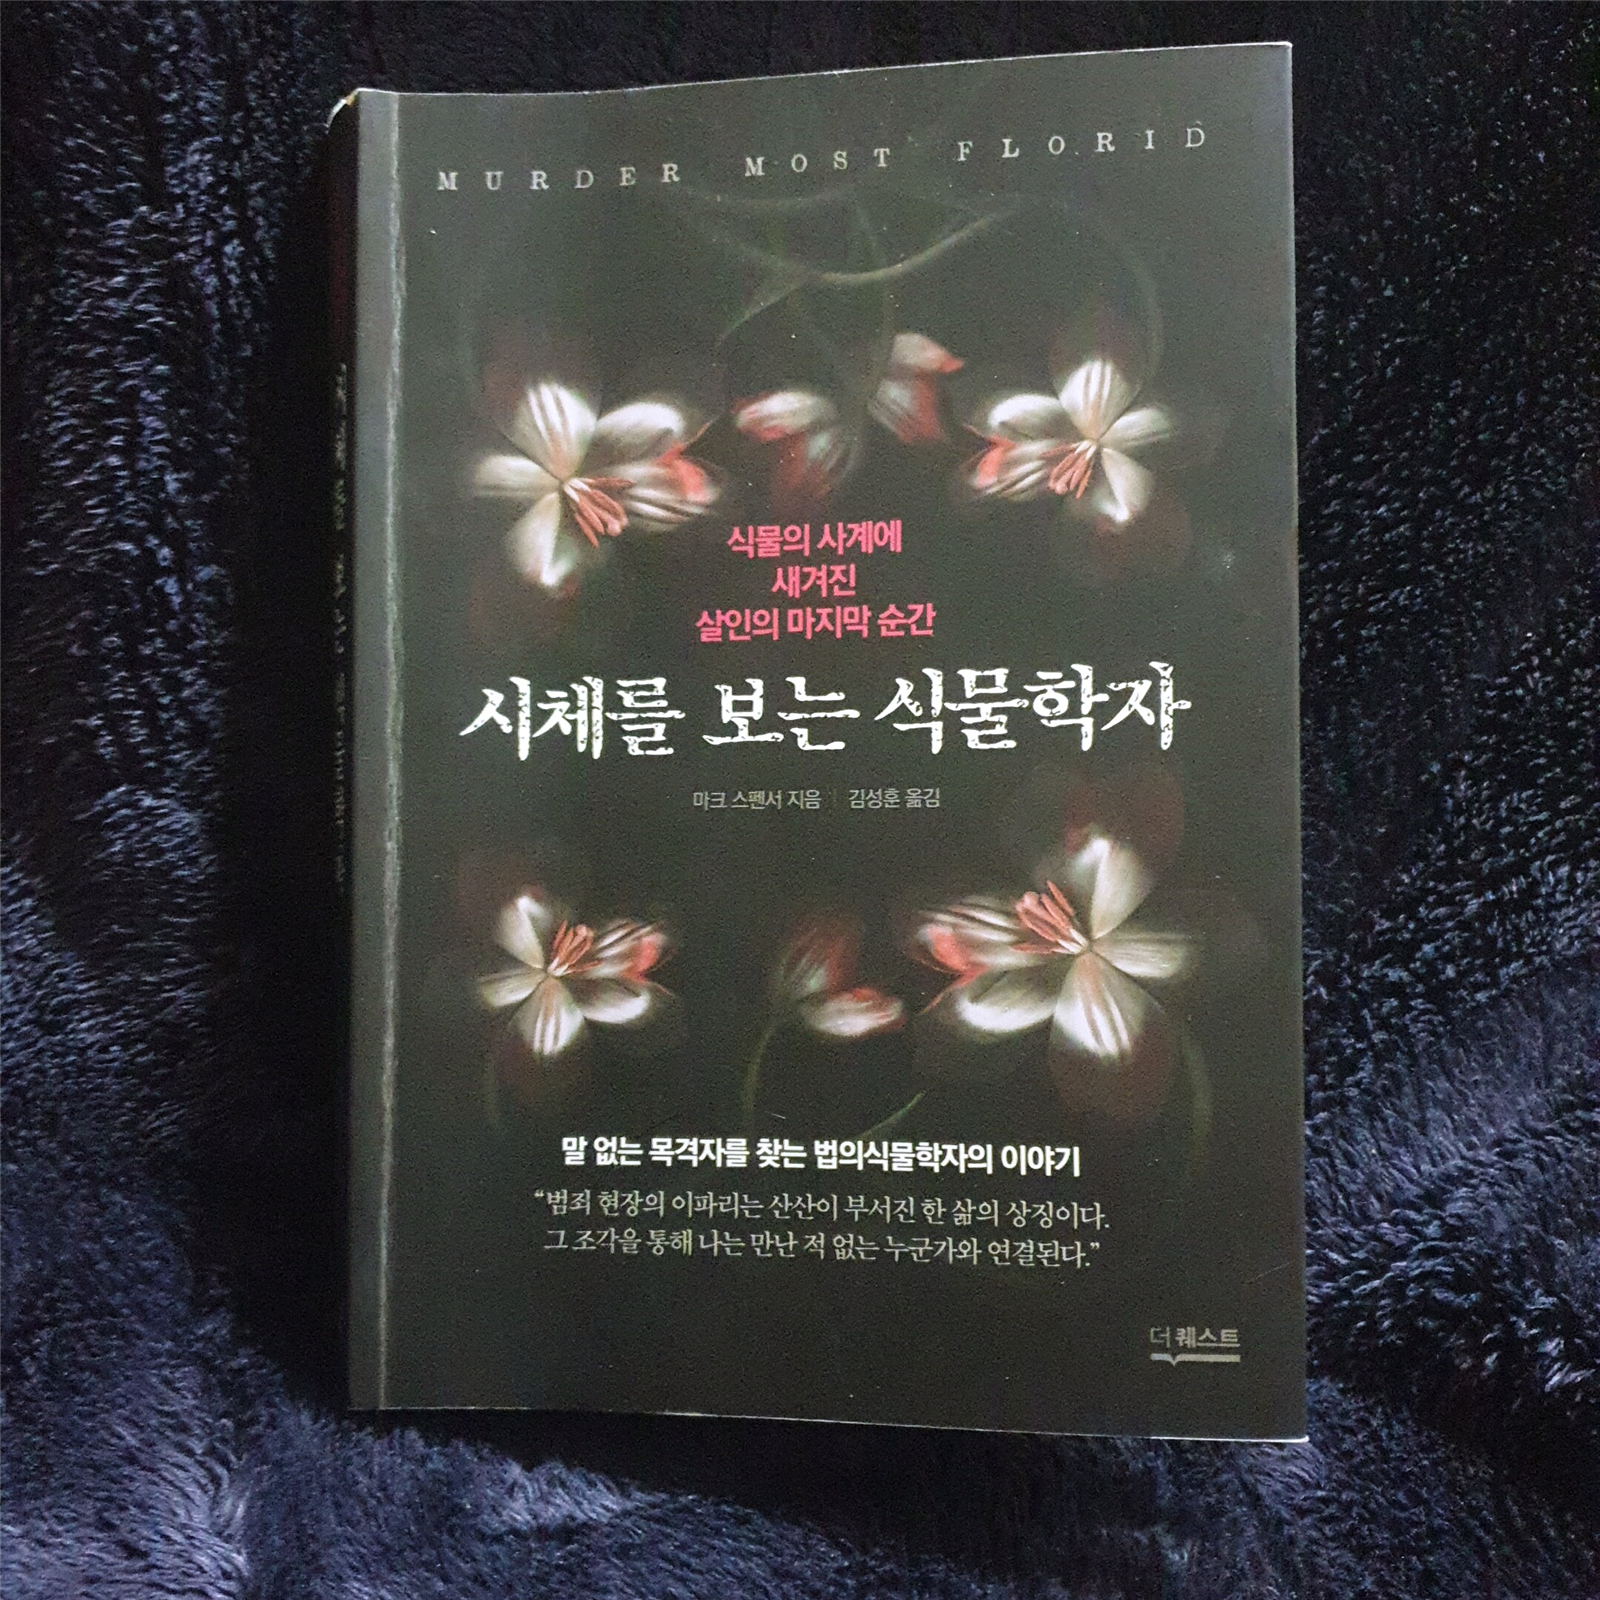 MURDER MOST FLORID
식물의 사계에
새겨진
살인의 마지막 순간
시체를 보는 식물학자
마크 스펜서 지음 | 김성훈 옮김
말 없는 목격자를 찾는 법의식물학자의 이야기
“범죄 현장의 이파리는 산산이 부서진 한 삶의 상징이다.
그 조각을 통해 나는 만난 적 없는 누군가와 연결된다.”
더퀘스트